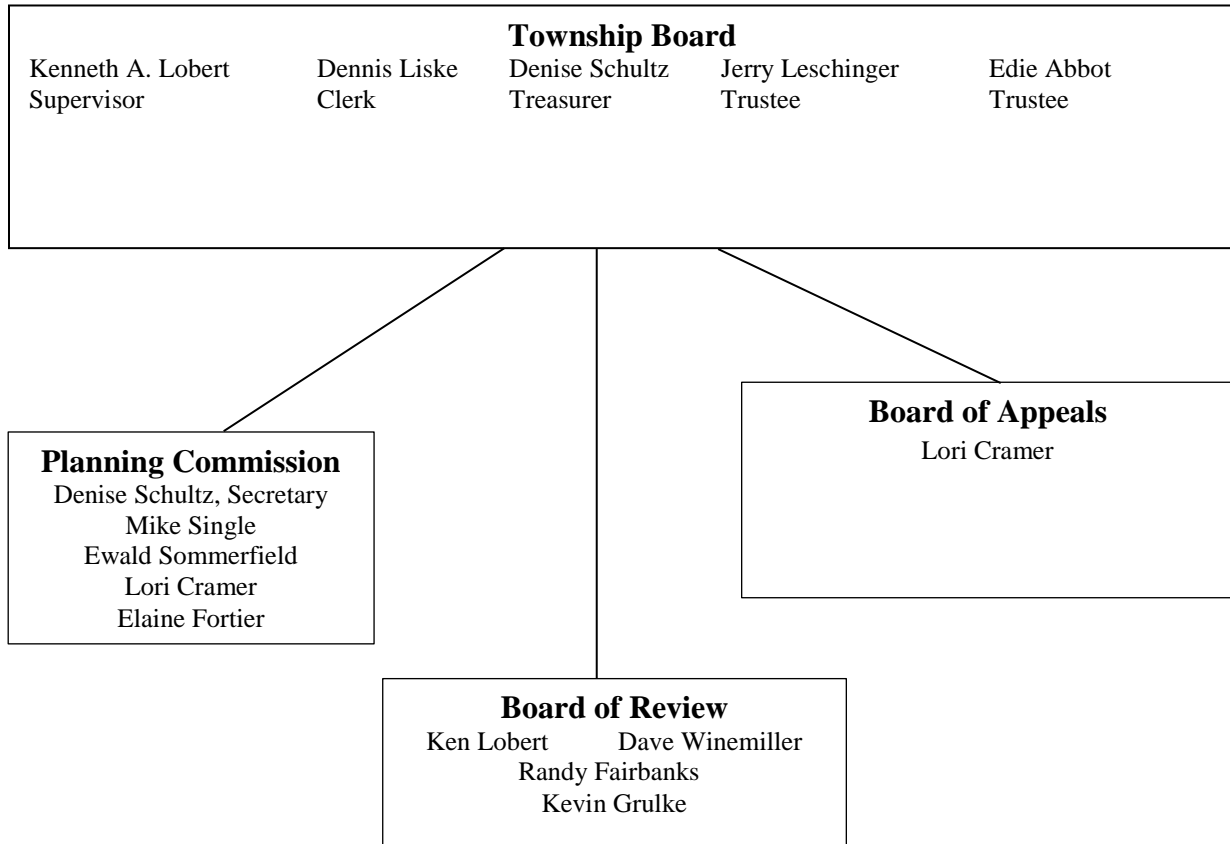 Township Board
Kenneth A. Lobert Dennis Liske Denise Schultz Jerry Leschinger Edie Abbot
Supervisor Clerk Treasurer Trustee Trustee
Board of Appeals
Lori Cramer
Planning Commission
Denise Schultz, Secretary
Mike Single
Ewald Sommerfield
Lori Cramer
Elaine Fortier
Board of Review
Ken Lobert Dave Winemiller
Randy Fairbanks
Kevin Grulke